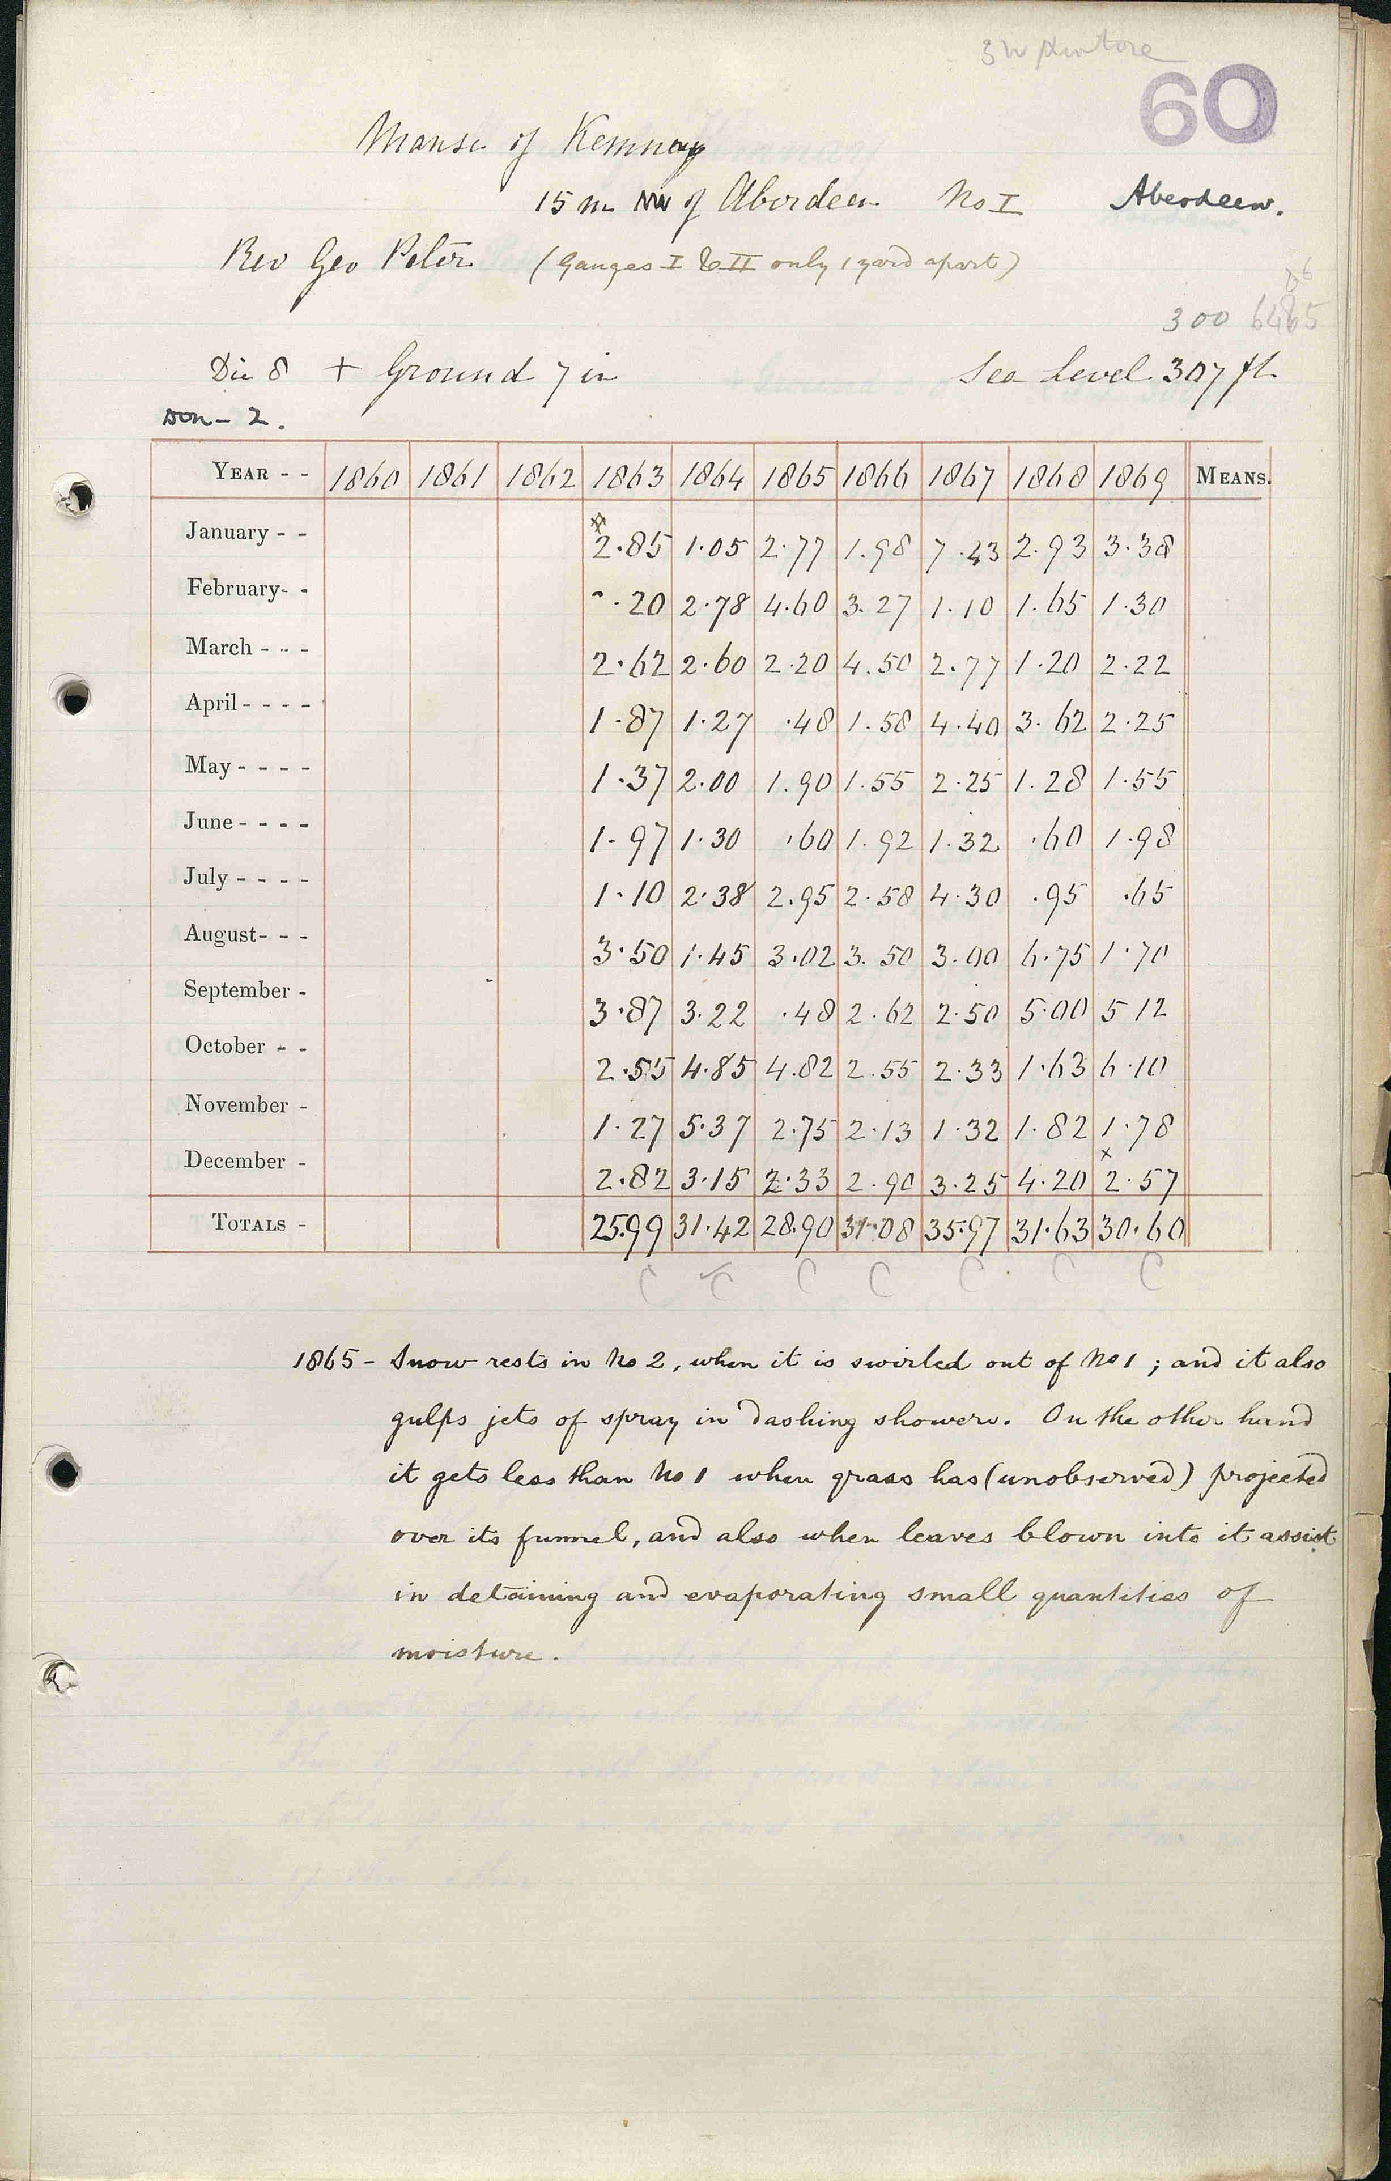 60
Manse of Kemnay
15 m NW of Aberdeen No I Aberdeen.
Rev Geo Peter (Gauges I & II only 1 yard apart)
300
Dia 8 + Ground 7 in Sea Level 307 ft
Don - 2.
YEAR - - 1860 1861 1862 1863 1864 1865 1866 1867 1868 1869 MEANS.
January - - 2.85 1.05 2.77 1.98 7.43 2.93 3.38
February- - .20 2.78 4.60 3.27 1.10 1.65 1.30
March - - - 2.62 2.60 2.20 4.50 2.77 1.20 2.22
April - - - - 1.87 1.27 .48 1.58 4.40 3.62 2.25
May - - - - 1.37 2.00 1.90 1.55 2.25 1.28 1.55
June - - - - 1.97 1.30 .60 1.92 1.32 .60 1.98
July - - - - 1.10 2.38 2.95 2.58 4.30 .95 .65
August- - - 3.50 1.45 3.02 3.50 3.00 6.75 1.70
September - 3.87 3.22 .48 2.62 2.50 5.00 5 12
October - - 2.55 4.85 4.82 2.55 2.33 1.63 6.10
November - 1.27 5.37 2.75 2.13 1.32 1.82 1.78
December - 2.82 3.15 2.33 2.90 3.25 4.20 2.57
TOTALS - 25.99 31.42 28.90 31.08 35.97 31.63 30.60
C C C C C C C
1865 - Snow rests in No 2, when it is swirled out of No 1 ; and it also
gulps jets of spray in dashing showers. On the other hand
it gets less than No 1 when grass has (unobserved) projected
over its funnel, and also when leaves blown into it assist
in detaining and evaporating small quantities of
moisture.